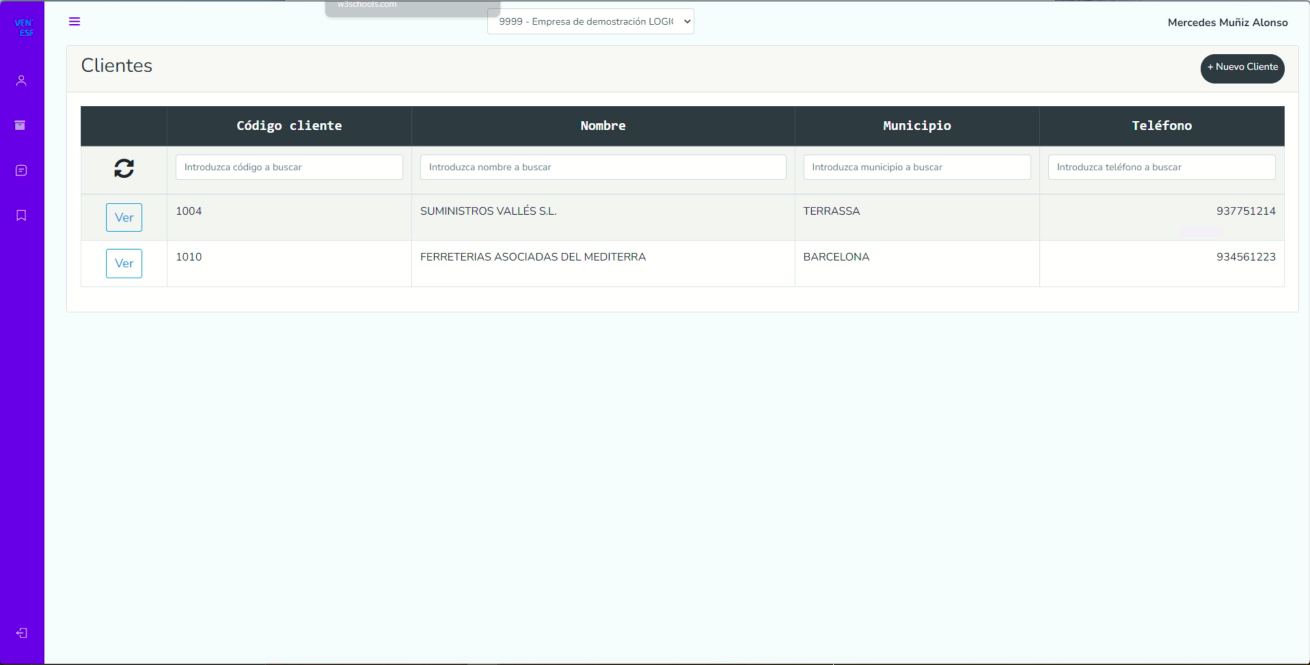 w3schools.com
VEN
ESF
9999 - Empresa de demostración LOGI
Mercedes Muñiz Alonso
Clientes
+ Nuevo Cliente
Código cliente Nombre Municipio Teléfono
Introduzca código a buscar Introduzca nombre a buscar Introduzca municipio a buscar Introduzca teléfono a buscar
Ver 1004 SUMINISTROS VALLÉS S.L. TERRASSA 937751214
Ver 1010 FERRETERIAS ASOCIADAS DEL MEDITERRA BARCELONA 934561223